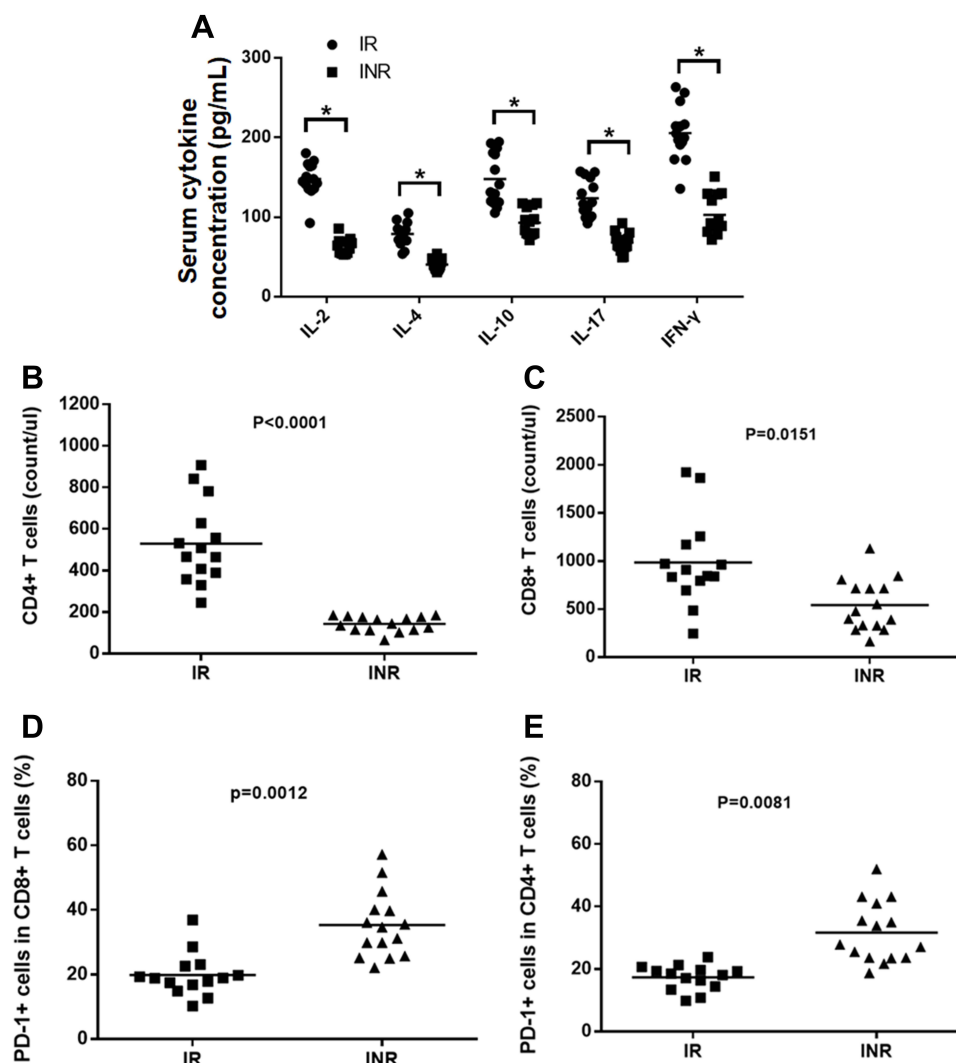 A
IR
INR
Serum cytokine
concentration (pg/mL)
300
200
100
0
*
*
*
*
*
IL-2
IL-4
IL-10
IL-17
IFN-γ
B
CD4+ T cells (count/ul)
1200
1000
800
600
400
200
0
P<0.0001
IR
INR
C
CD8+ T cells (count/ul)
2500
2000
1500
1000
500
0
P=0.0151
IR
INR
D
PD-1+ cells in CD8+ T cells (%)
80
60
40
20
0
p=0.0012
IR
INR
E
PD-1+ cells in CD4+ T cells (%)
80
60
40
20
0
P=0.0081
IR
INR